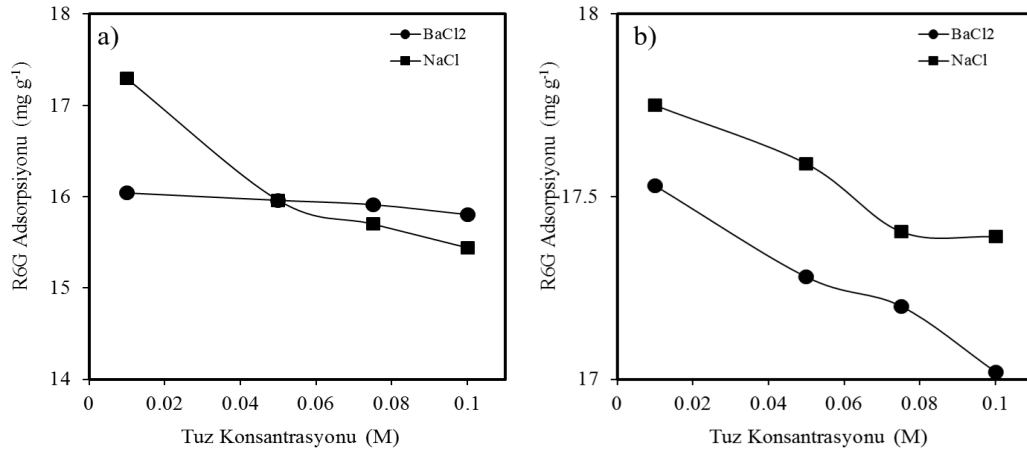 a)
BaCl2
NaCl
R6G Adsorpsiyonu (mg g-1)
18
17
16
15
14
0 0.02 0.04 0.06 0.08 0.1
Tuz Konsantrasyonu (M)
b)
BaCl2
NaCl
R6G Adsorpsiyonu (mg g-1)
18
17.5
17
0 0.02 0.04 0.06 0.08 0.1
Tuz Konsantrasyonu (M)